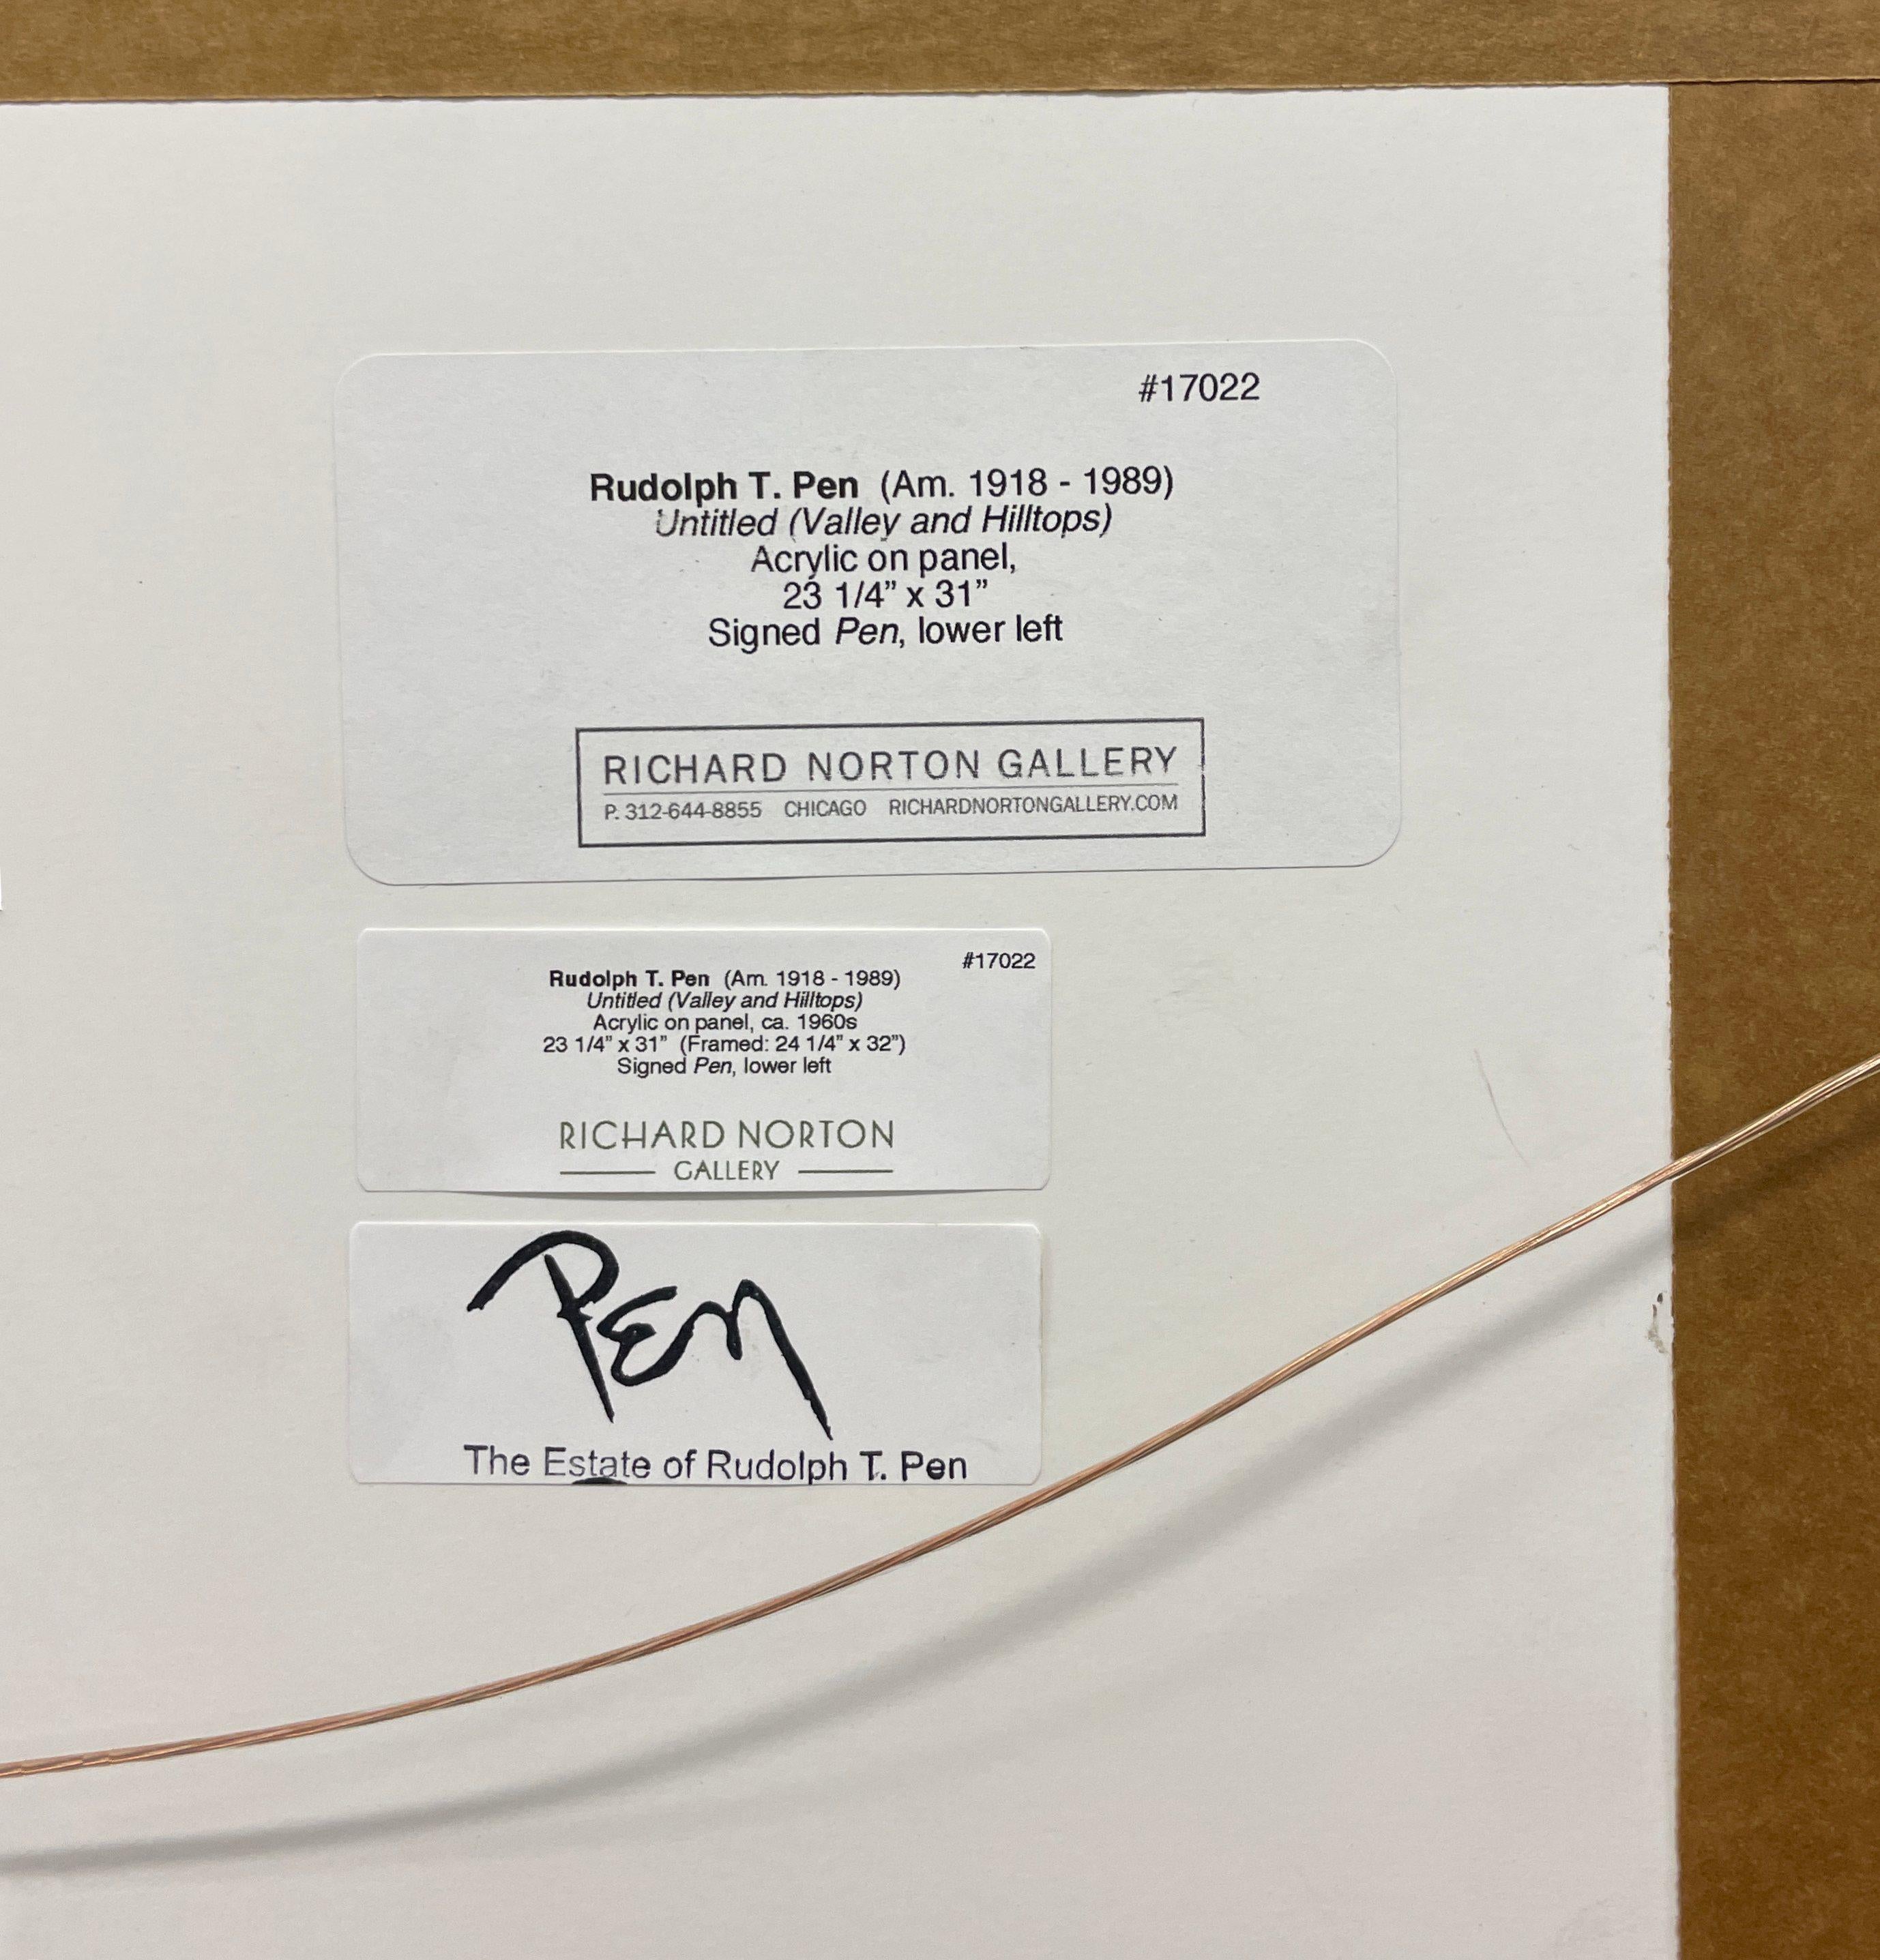 #17022
Rudolph T. Pen (Am. 1918 - 1989)
Untitled (Valley and Hilltops)
Acrylic on panel,
23 1/4” x 31”
Signed Pen, lower left
RICHARD NORTON GALLERY
P. 312-644-8855 CHICAGO RICHARDNORTONGALLERY.COM
#17022
Rudolph T. Pen (Am. 1918 - 1989)
Untitled (Valley and Hilltops)
Acrylic on panel, ca. 1960s
23 1/4” x 31” (Framed: 24 1/4” x 32”)
Signed Pen, lower left
RICHARD NORTON
GALLERY
Pen
The Estate of Rudolph T. Pen